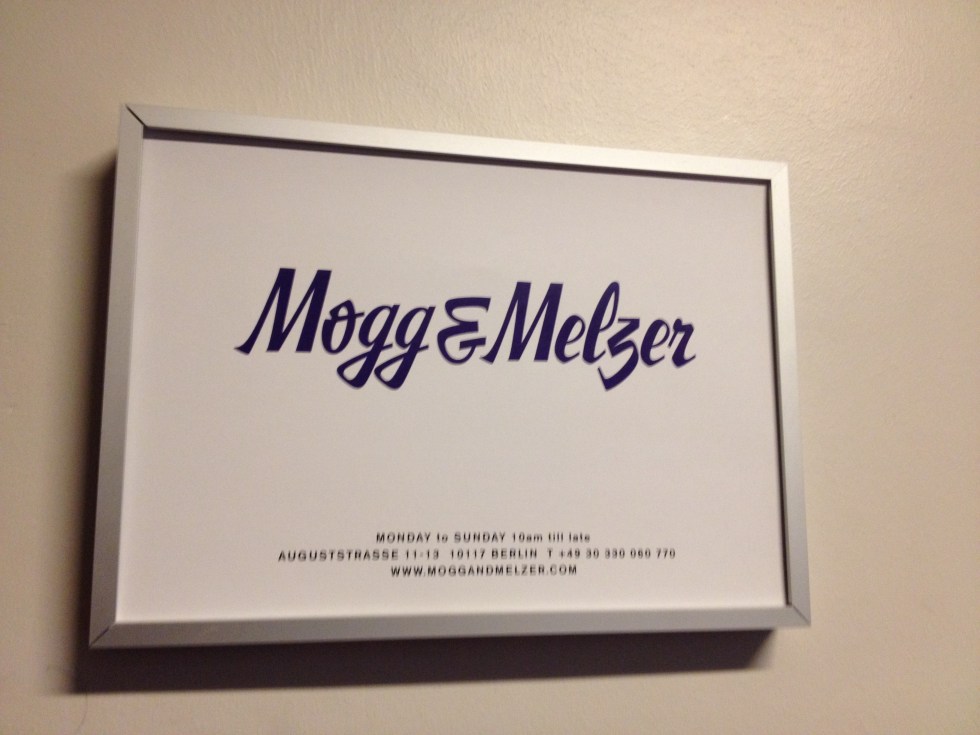 Mogg & Melzer
MONDAY to SUNDAY 10am till late
AUGUSTSTRASSE 11-13 10117 BERLIN T +49 30 330 060 770
WWW.MOGGANDMELZER.COM